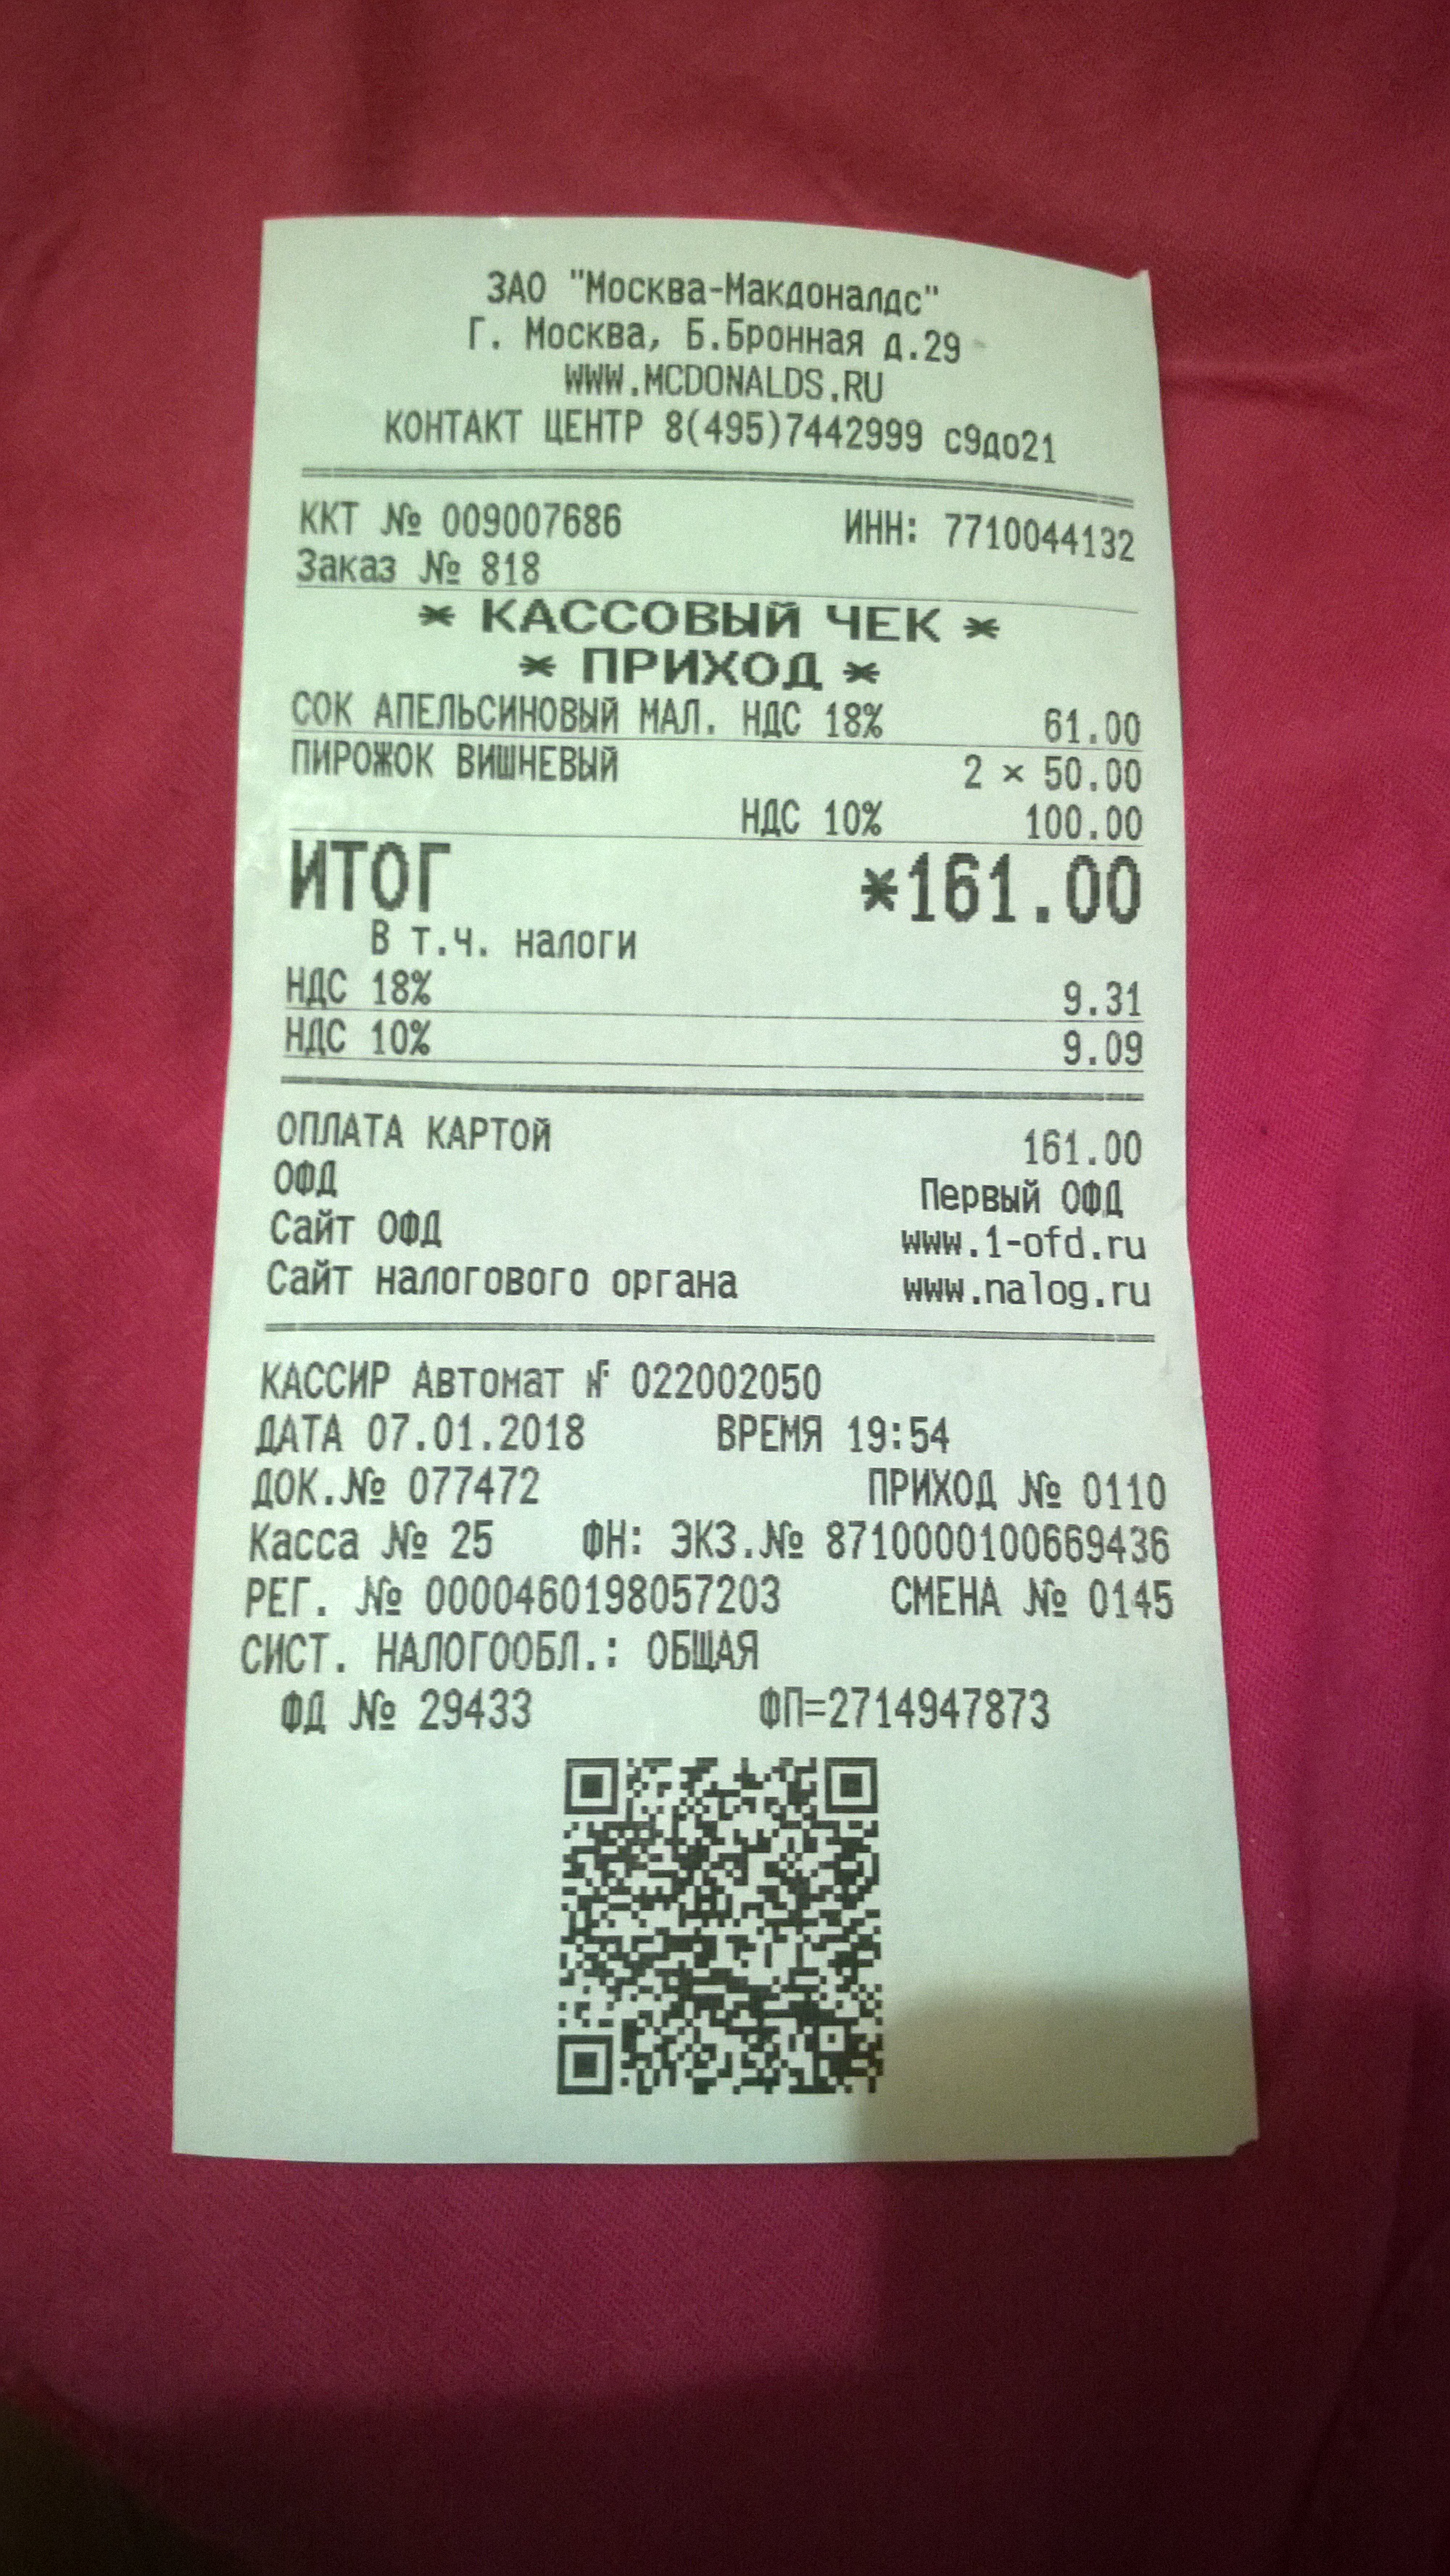 ЗАО "Москва-Макдоналдс"
Г. Москва, Б.Бронная д.29
WWW.MCDONALDS.RU
КОНТАКТ ЦЕНТР 8(495)7442999 с9до21
ККТ № 009007686 ИНН: 7710044132
Заказ № 818
* КАССОВЫЙ ЧЕК *
* ПРИХОД *
СОК АПЕЛЬСИНОВЫЙ МАЛ. НДС 18% 61.00
ПИРОЖОК ВИШНЕВЫЙ 2 × 50.00
НДС 10% 100.00
ИТОГ *161.00
В т.ч. налоги
НДС 18% 9.31
НДС 10% 9.09
ОПЛАТА КАРТОЙ 161.00
ОФД Первый ОФД
Сайт ОФД www.1-ofd.ru
Сайт налогового органа www.nalog.ru
КАССИР Автомат № 022002050
ДАТА 07.01.2018 ВРЕМЯ 19:54
ДОК.№ 077472 ПРИХОД № 0110
Касса № 25 ФН: ЭКЗ.№ 8710000100669436
РЕГ. № 0000460198057203 СМЕНА № 0145
СИСТ. НАЛОГООБЛ.: ОБЩАЯ
ФД № 29433 ФП=2714947873